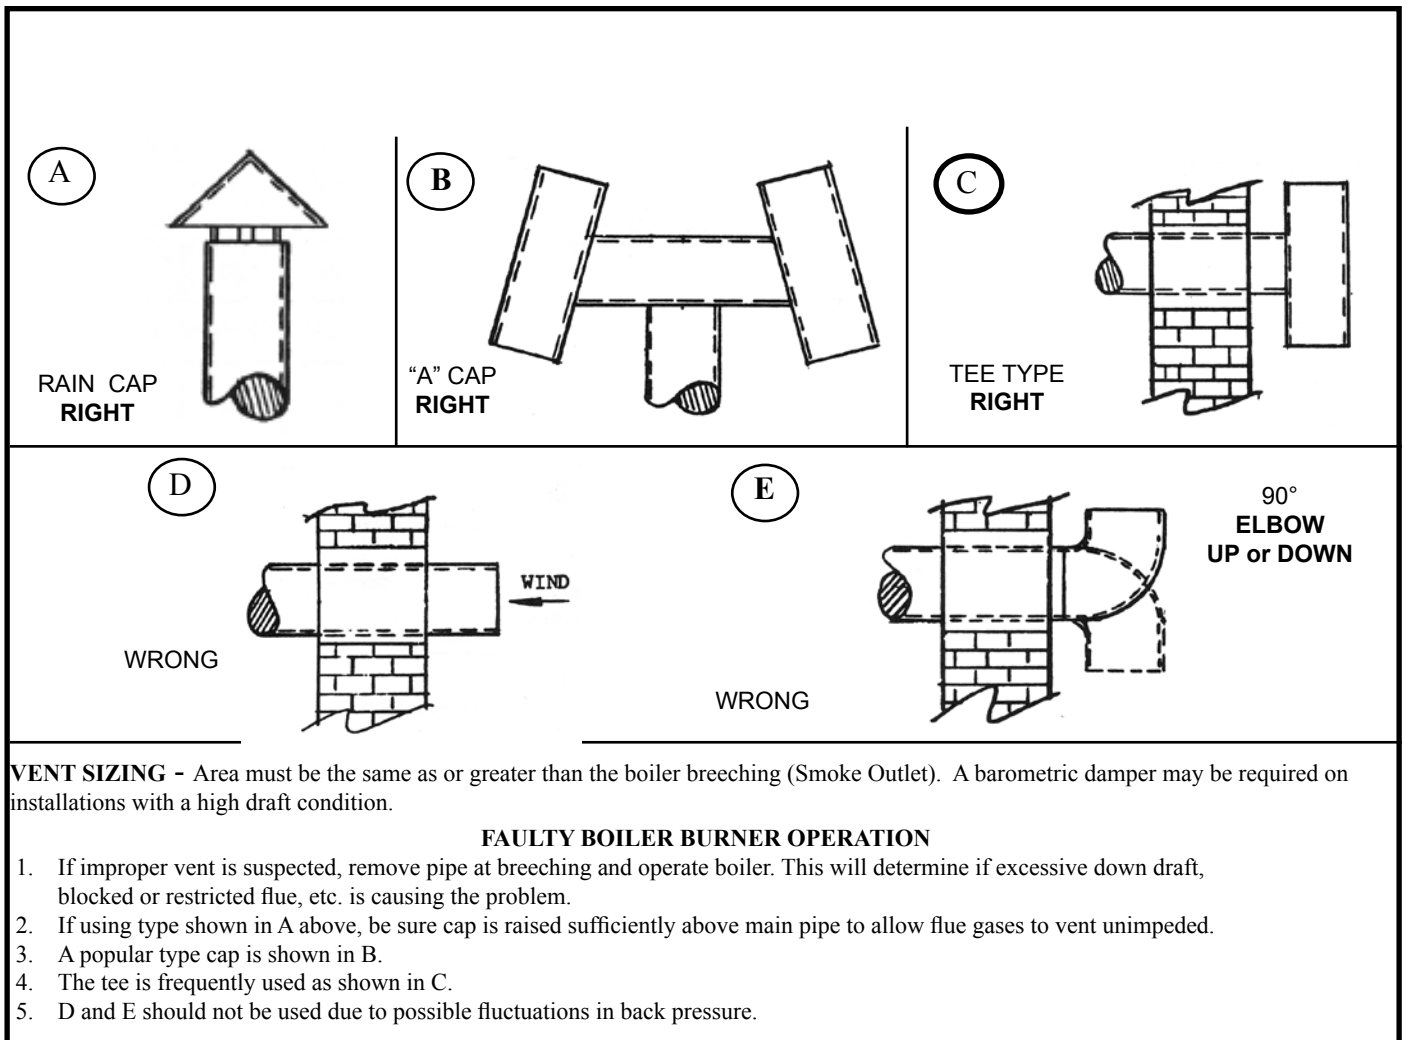 A
RAIN CAP
RIGHT
B
“A” CAP
RIGHT
C
TEE TYPE
RIGHT
D
WIND
WRONG
E
90°
ELBOW
UP or DOWN
WRONG
VENT SIZING - Area must be the same as or greater than the boiler breeching (Smoke Outlet). A barometric damper may be required on
installations with a high draft condition.
FAULTY BOILER BURNER OPERATION
1. If improper vent is suspected, remove pipe at breeching and operate boiler. This will determine if excessive down draft,
blocked or restricted flue, etc. is causing the problem.
2. If using type shown in A above, be sure cap is raised sufficiently above main pipe to allow flue gases to vent unimpeded.
3. A popular type cap is shown in B.
4. The tee is frequently used as shown in C.
5. D and E should not be used due to possible fluctuations in back pressure.